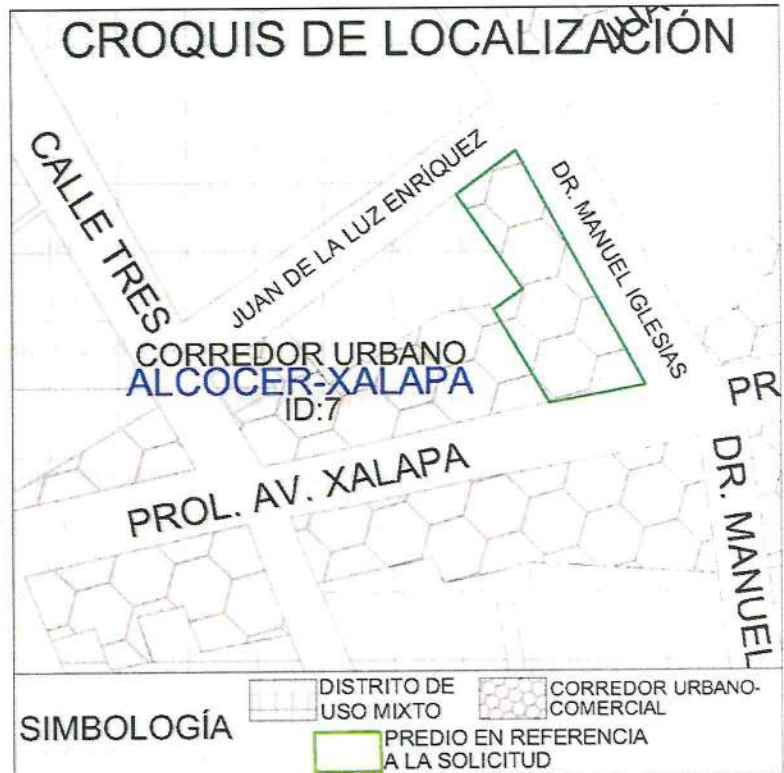 CROQUIS DE LOCALIZACIÓN
CALLE TRES
JUAN DE LA LUZ ENRÍQUEZ
DR. MANUEL IGLESIAS
CORREDOR URBANO
ALCOCER-XALAPA
ID:7
PROL. AV. XALAPA
PR
DR. MANUEL
SIMBOLOGÍA
DISTRITO DE
USO MIXTO
CORREDOR URBANO-
COMERCIAL
PREDIO EN REFERENCIA
A LA SOLICITUD